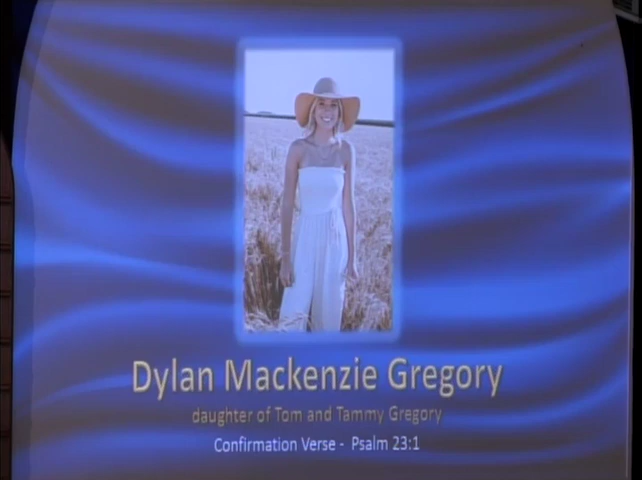 Dylan Mackenzie Gregory
daughter of Tom and Tammy Gregory
Confirmation Verse - Psalm 23:1